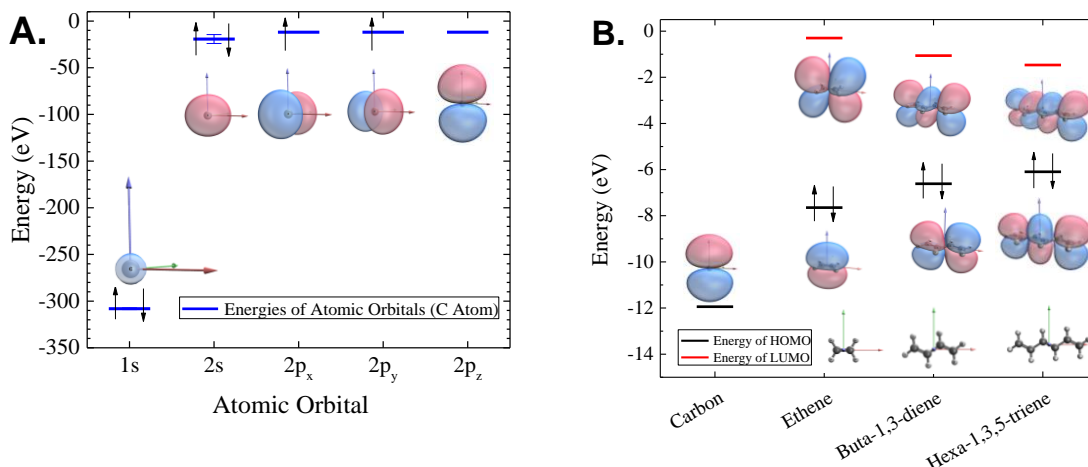 A.
0
-50
-100
-150
-200
-250
-300
-350
Energy (eV)
Energies of Atomic Orbitals (C Atom)
1s 2s 2px 2py 2pz
Atomic Orbital
B.
0
-2
-4
-6
-8
-10
-12
-14
Energy (eV)
Energy of HOMO
Energy of LUMO
Carbon
Ethene
Buta-1,3-diene
Hexa-1,3,5-triene